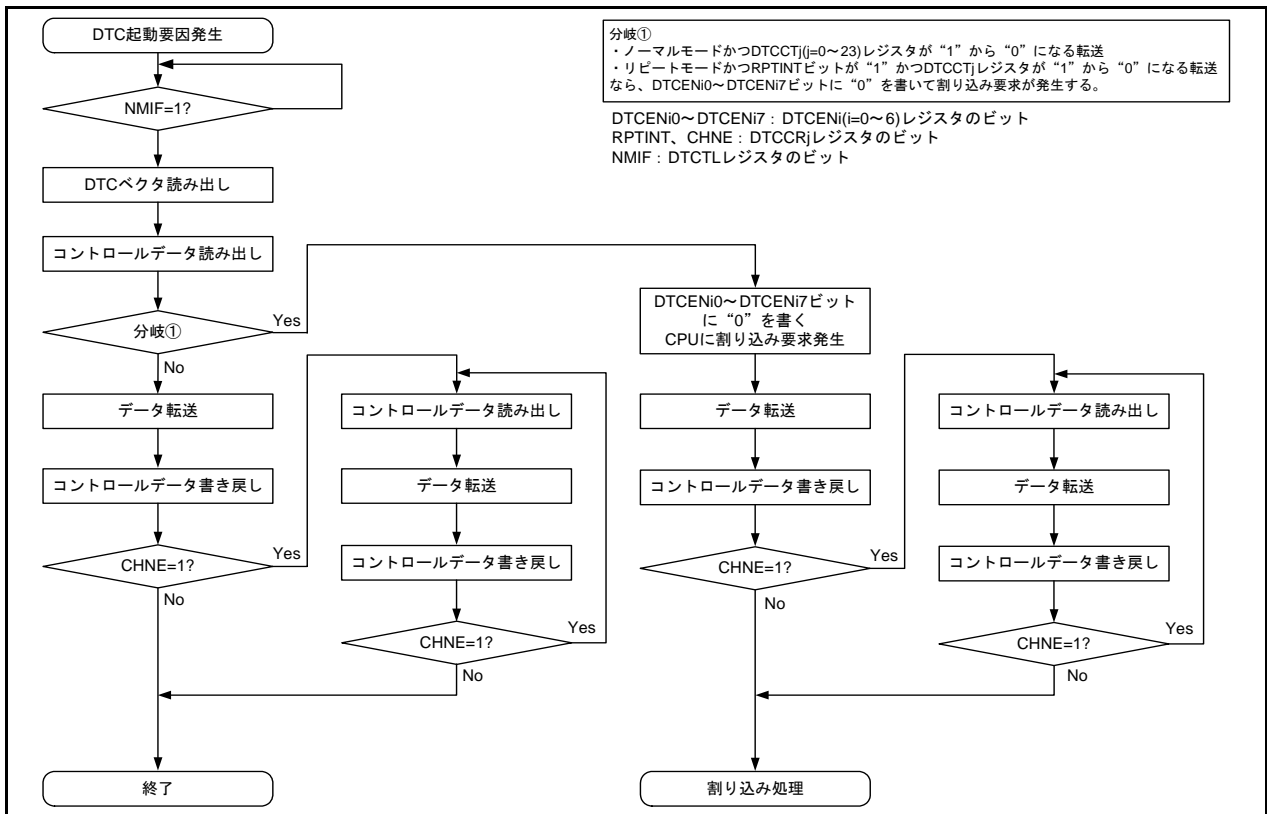 DTC起動要因発生
NMIF=1?
DTCベクタ読み出し
コントロールデータ読み出し
分岐①
Yes
No
データ転送
コントロールデータ書き戻し
CHNE=1?
Yes
No
終了
コントロールデータ読み出し
データ転送
コントロールデータ書き戻し
CHNE=1?
Yes
No
分岐①
・ノーマルモードかつDTCCTj(j=0～23)レジスタが“1”から“0”になる転送
・リピートモードかつRPTINTビットが“1”かつDTCCTjレジスタが“1”から“0”になる転送
なら、DTCENi0～DTCENi7ビットに“0”を書いて割り込み要求が発生する。
DTCENi0～DTCENi7：DTCENi(i=0～6)レジスタのビット
RPTINT、CHNE：DTCCRjレジスタのビット
NMIF：DTCTLレジスタのビット
DTCENi0～DTCENi7ビット
に“0”を書く
CPUに割り込み要求発生
データ転送
コントロールデータ書き戻し
CHNE=1?
Yes
No
割り込み処理
コントロールデータ読み出し
データ転送
コントロールデータ書き戻し
CHNE=1?
Yes
No